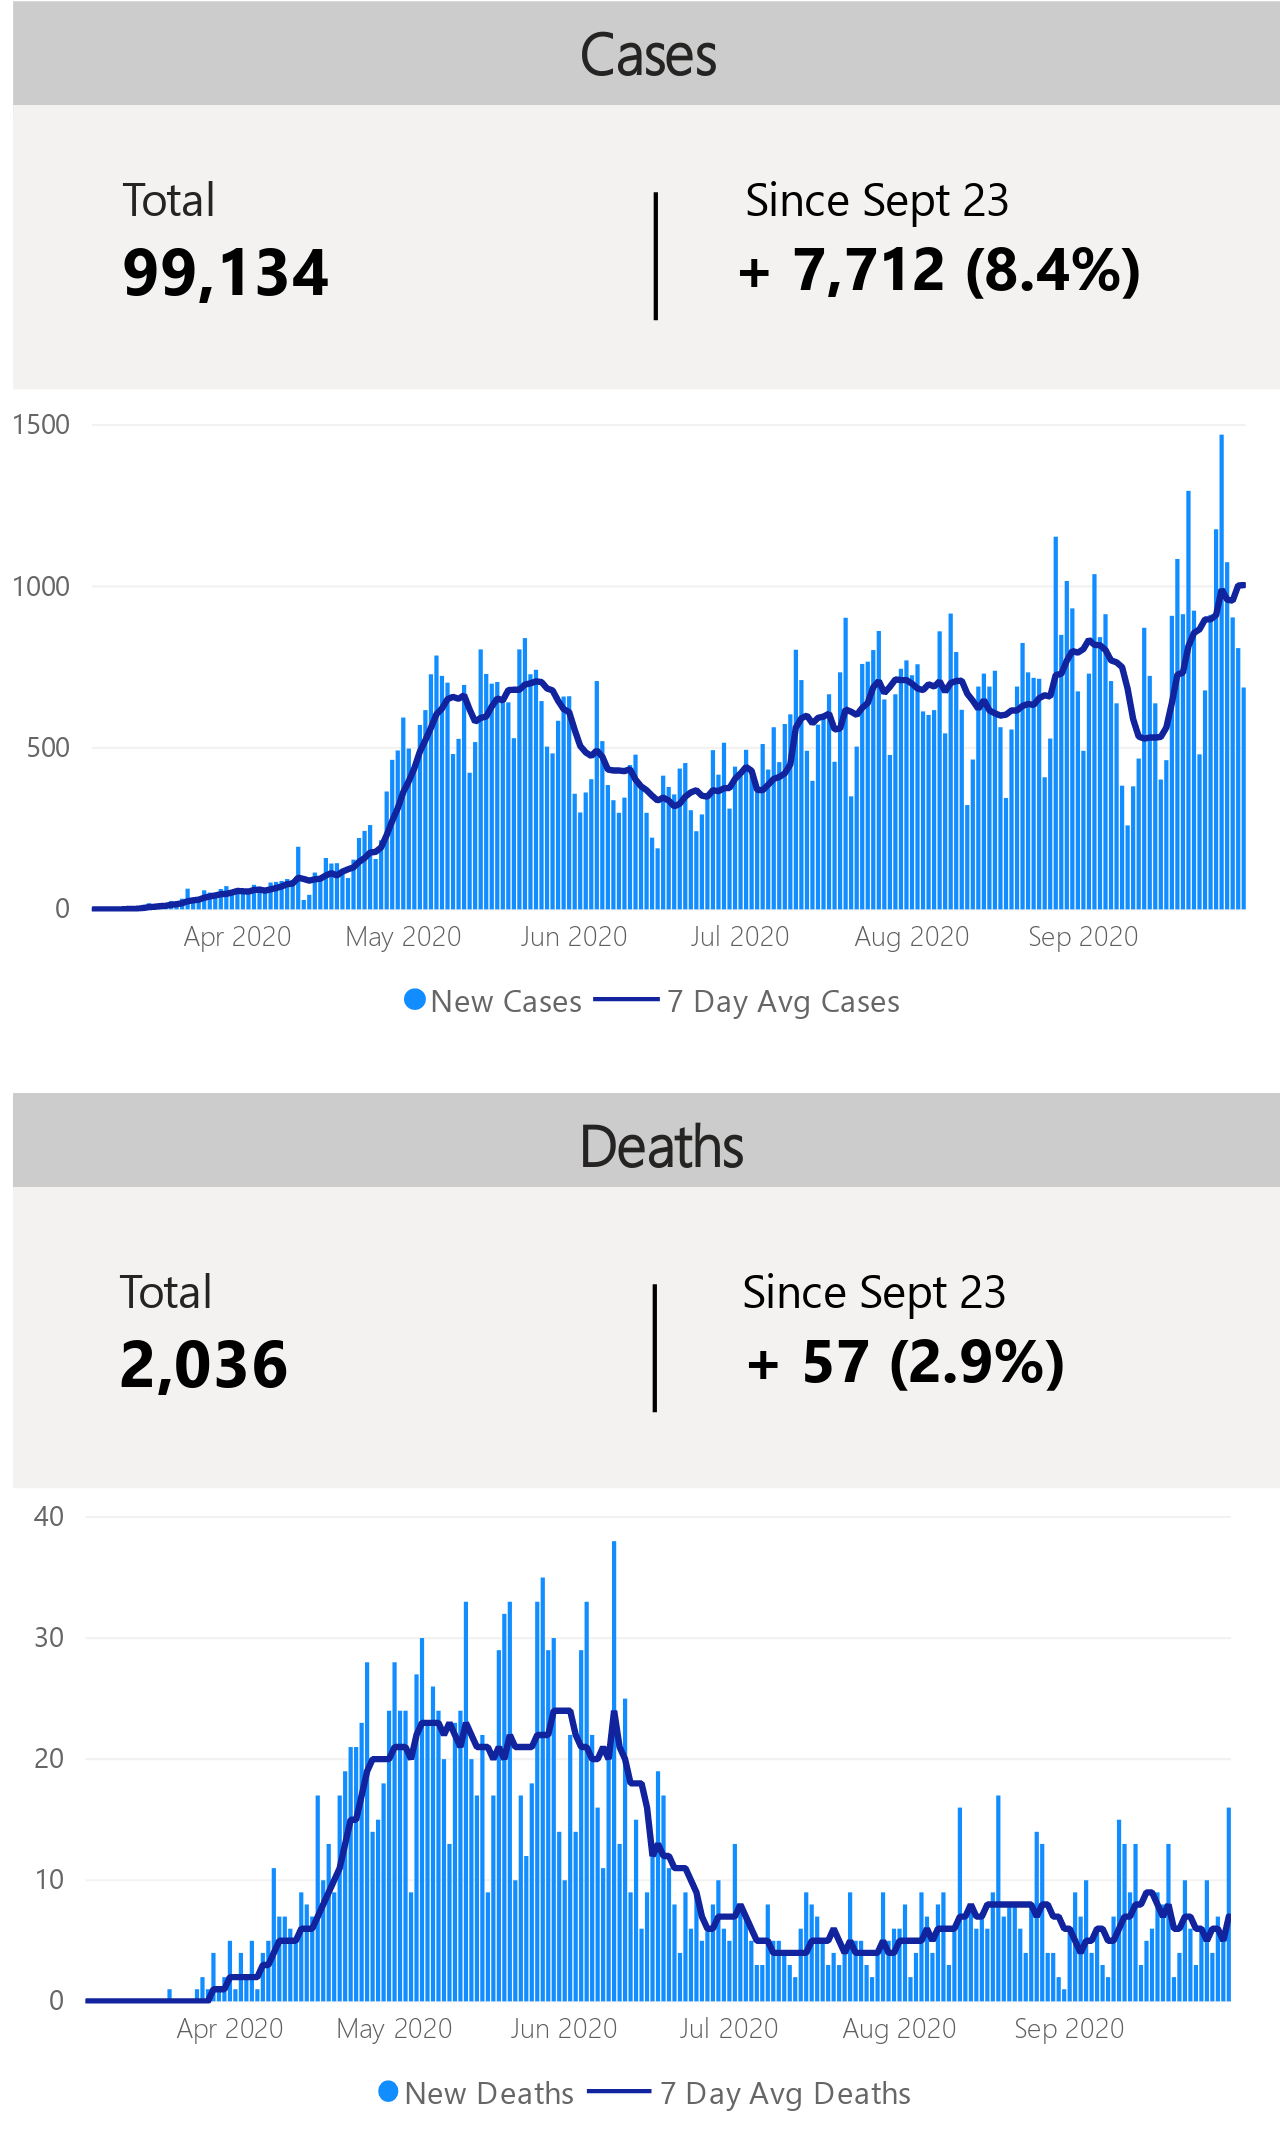 Cases
Total
Since Sept 23
99,134
+ 7,712 (8.4%)
1500
1000
500
0
Apr 2020
May 2020
Jun 2020
Jul 2020
Aug 2020
Sep 2020
New Cases
7 Day Avg Cases
Deaths
Total
Since Sept 23
2,036
+ 57 (2.9%)
40
30
20
10
0
Apr 2020
May 2020
Jun 2020
Jul 2020
Aug 2020
Sep 2020
New Deaths
7 Day Avg Deaths